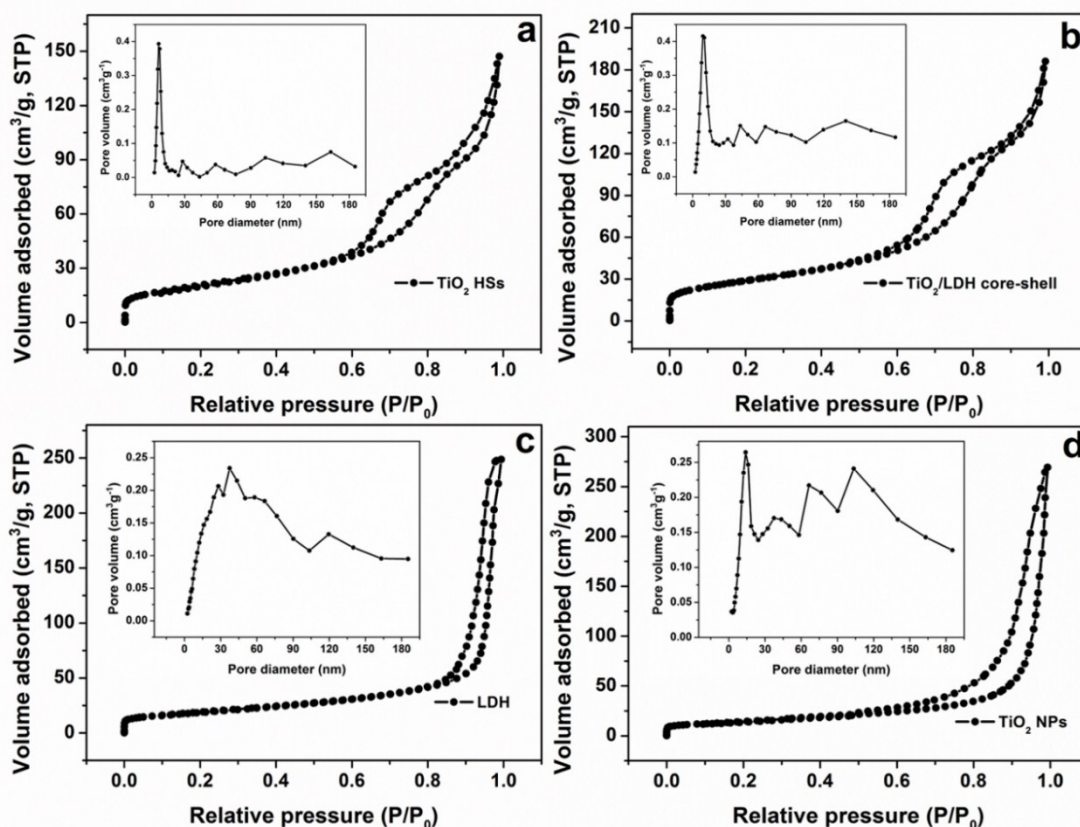 a
Volume adsorbed (cm³/g, STP)
150
120
90
60
30
0
0.0 0.2 0.4 0.6 0.8 1.0
Relative pressure (P/P₀)
TiO₂ HSs
Pore volume (cm³g⁻¹)
0.4
0.3
0.2
0.1
0.0
0 30 60 90 120 150 180
Pore diameter (nm)
b
Volume adsorbed (cm³/g, STP)
210
180
150
120
90
60
30
0
0.0 0.2 0.4 0.6 0.8 1.0
Relative pressure (P/P₀)
TiO₂/LDH core-shell
Pore volume (cm³g⁻¹)
0.4
0.3
0.2
0.1
0.0
0 30 60 90 120 150 180
Pore diameter (nm)
c
Volume adsorbed (cm³/g, STP)
250
200
150
100
50
0
0.0 0.2 0.4 0.6 0.8 1.0
Relative pressure (P/P₀)
LDH
Pore volume (cm³g⁻¹)
0.25
0.20
0.15
0.10
0.05
0.00
0 30 60 90 120 150 180
Pore diameter (nm)
d
Volume adsorbed (cm³/g, STP)
300
250
200
150
100
50
0
0.0 0.2 0.4 0.6 0.8 1.0
Relative pressure (P/P₀)
TiO₂ NPs
Pore volume (cm³g⁻¹)
0.25
0.20
0.15
0.10
0.05
0.00
0 30 60 90 120 150 180
Pore diameter (nm)